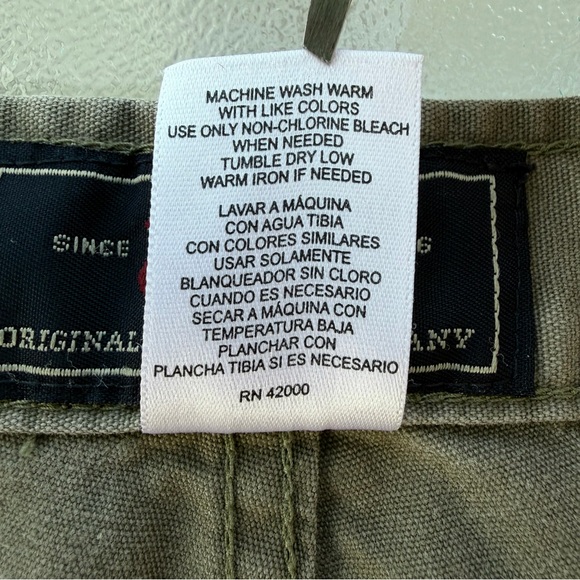 MACHINE WASH WARM
WITH LIKE COLORS
USE ONLY NON-CHLORINE BLEACH
WHEN NEEDED
TUMBLE DRY LOW
WARM IRON IF NEEDED
LAVAR A MÁQUINA
CON AGUA TIBIA
CON COLORES SIMILARES
USAR SOLAMENTE
BLANQUEADOR SIN CLORO
CUANDO ES NECESARIO
SECAR A MÁQUINA CON
TEMPERATURA BAJA
PLANCHAR CON
PLANCHA TIBIA SI ES NECESARIO
RN 42000
SINCE 6
ORIGINAL ANY